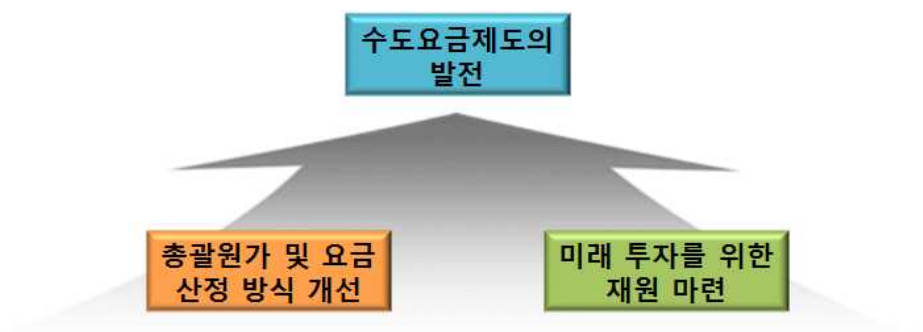 수도요금제도의
발전
총괄원가 및 요금
산정 방식 개선
미래 투자를 위한
재원 마련